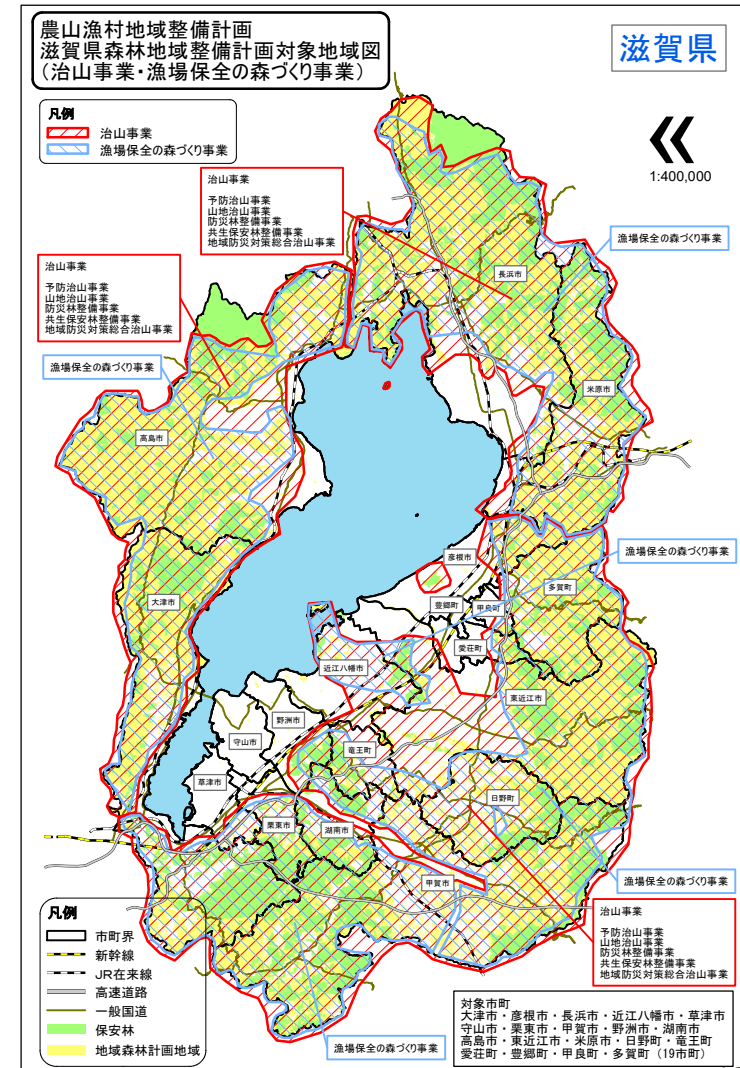 農山漁村地域整備計画
滋賀県森林地域整備計画対象地域図
(治山事業・漁場保全の森づくり事業)
滋賀県
凡例
治山事業
漁場保全の森づくり事業
1:400,000
治山事業
予防治山事業
山地治山事業
防災林整備事業
共生保安林整備事業
地域防災対策総合治山事業
漁場保全の森づくり事業
長浜市
治山事業
予防治山事業
山地治山事業
防災林整備事業
共生保安林整備事業
地域防災対策総合治山事業
漁場保全の森づくり事業
米原市
高島市
彦根市
漁場保全の森づくり事業
多賀町
大津市
豊郷町
甲良町
愛荘町
近江八幡市
東近江市
野洲市
守山市
竜王町
草津市
日野町
栗東市
湖南市
甲賀市
漁場保全の森づくり事業
治山事業
予防治山事業
山地治山事業
防災林整備事業
共生保安林整備事業
地域防災対策総合治山事業
凡例
市町界
新幹線
JR在来線
高速道路
一般国道
保安林
地域森林計画地域
漁場保全の森づくり事業
対象市町
大津市・彦根市・長浜市・近江八幡市・草津市
守山市・栗東市・甲賀市・野洲市・湖南市
高島市・東近江市・米原市・日野町・竜王町
愛荘町・豊郷町・甲良町・多賀町（19市町）